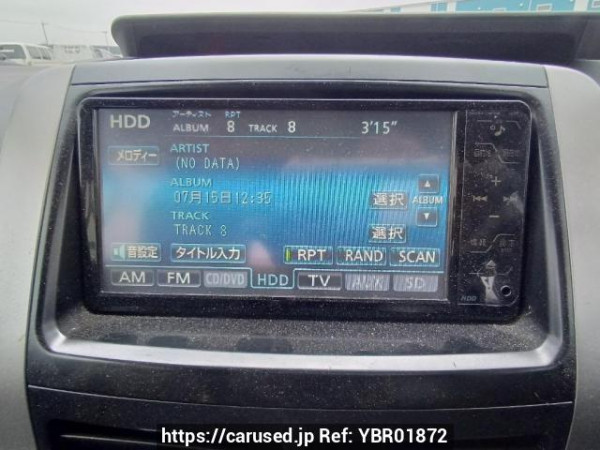 アーティスト RPT
HDD ALBUM 8 TRACK 8 3'15"
メロディー
ARTIST
(NO DATA)
ALBUM
07月15日12:35 選択 ALBUM
TRACK
TRACK 8 選択
音設定 タイトル入力 RPT RAND SCAN
AM FM CD/DVD HDD TV AUX SD
HDD
https://carused.jp Ref: YBR01872